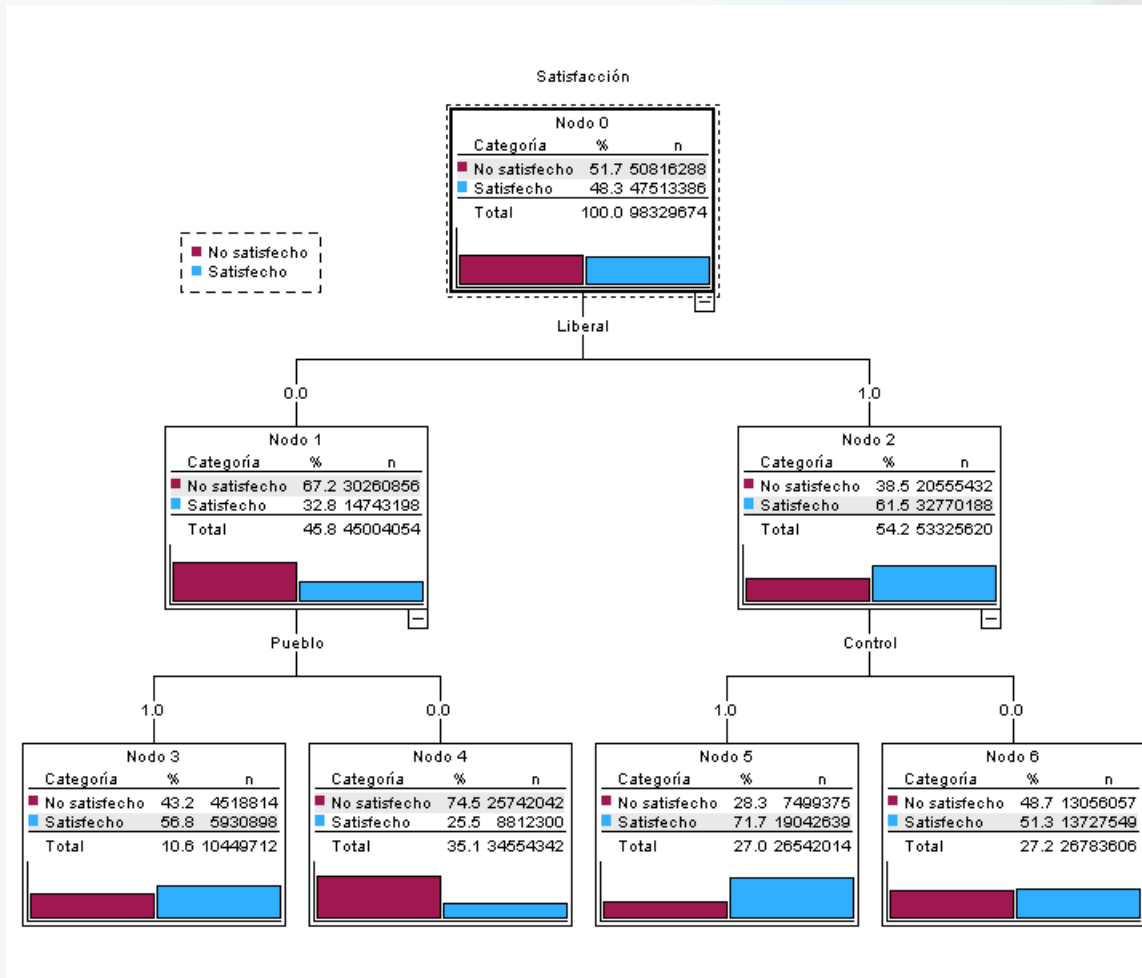 Satisfacción
Nodo 0
Categoría % n
No satisfecho 51.7 50816288
Satisfecho 48.3 47513386
Total 100.0 98329674
No satisfecho
Satisfecho
Liberal
0.0
1.0
Nodo 1
Categoría % n
No satisfecho 67.2 30260856
Satisfecho 32.8 14743198
Total 45.8 45004054
Nodo 2
Categoría % n
No satisfecho 38.5 20555432
Satisfecho 61.5 32770188
Total 54.2 53325620
Pueblo
Control
1.0
0.0
1.0
0.0
Nodo 3
Categoría % n
No satisfecho 43.2 4518814
Satisfecho 56.8 5930898
Total 10.6 10449712
Nodo 4
Categoría % n
No satisfecho 74.5 25742042
Satisfecho 25.5 8812300
Total 35.1 34554342
Nodo 5
Categoría % n
No satisfecho 28.3 7499375
Satisfecho 71.7 19042639
Total 27.0 26542014
Nodo 6
Categoría % n
No satisfecho 48.7 13056057
Satisfecho 51.3 13727549
Total 27.2 26783606